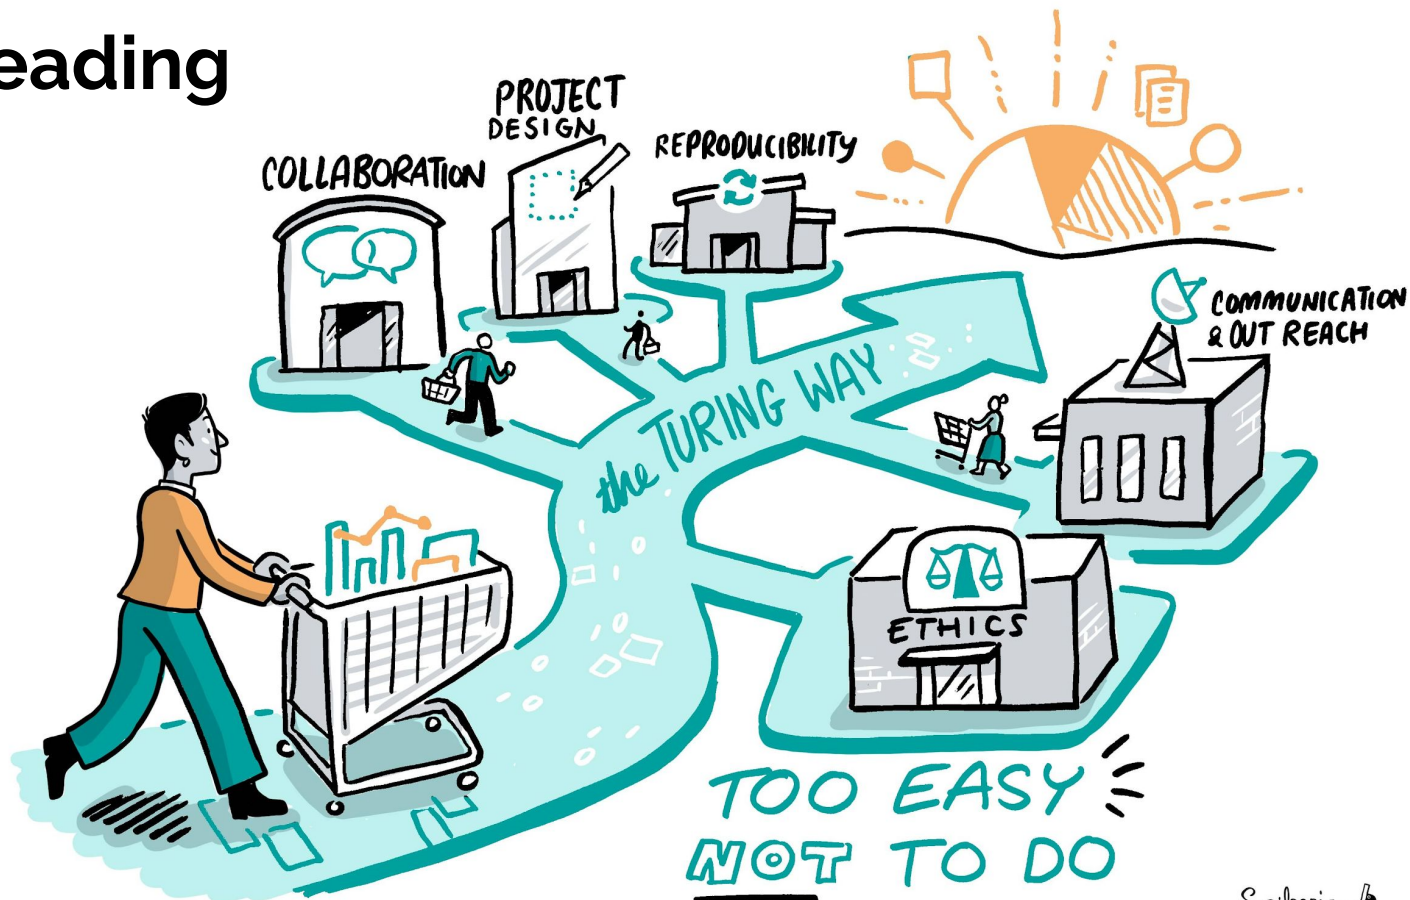 eading
PROJECT
DESIGN
COLLABORATION
REPRODUCIBILITY
COMMUNICATION
& OUT REACH
the TURING WAY
ETHICS
TOO EASY
NOT TO DO